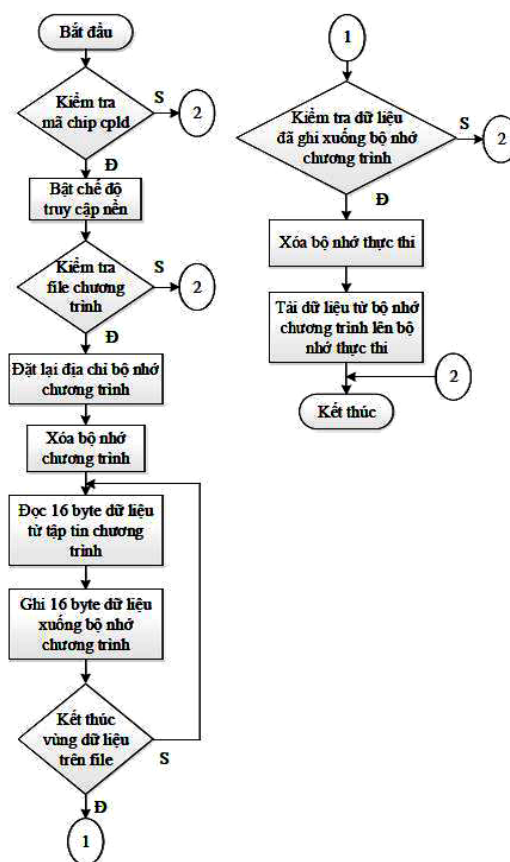 Bắt đầu
Kiểm tra
mã chip cpld
S
2
Đ
Bật chế độ
truy cập nền
Kiểm tra
file chương
trình
S
2
Đ
Đặt lại địa chỉ bộ nhớ
chương trình
Xóa bộ nhớ
chương trình
Đọc 16 byte dữ liệu
từ tập tin chương
trình
Ghi 16 byte dữ liệu
xuống bộ nhớ
chương trình
Kết thúc
vùng dữ liệu
trên file
S
Đ
1
1
Kiểm tra dữ liệu
đã ghi xuống bộ nhớ
chương trình
S
2
Đ
Xóa bộ nhớ thực thi
Tải dữ liệu từ bộ nhớ
chương trình lên bộ
nhớ thực thi
2
Kết thúc